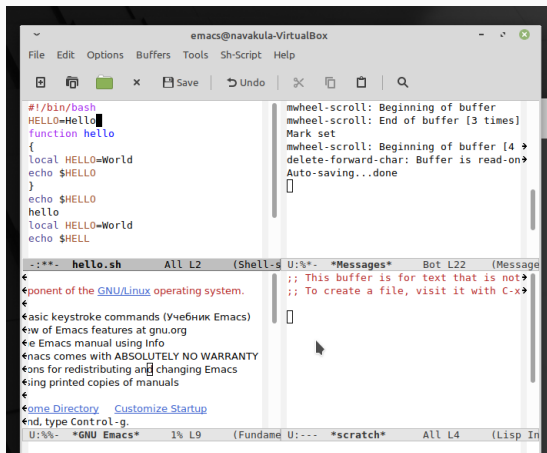 emacs@navakula-VirtualBox
File Edit Options Buffers Tools Sh-Script Help
Save Undo
#!/bin/bash
HELLO=Hello
function hello
{
local HELLO=World
echo $HELLO
}
echo $HELLO
hello
local HELLO=World
echo $HELL
-:**- hello.sh All L2 (Shell-s
mwheel-scroll: Beginning of buffer
mwheel-scroll: End of buffer [3 times]
Mark set
mwheel-scroll: Beginning of buffer [4
delete-forward-char: Buffer is read-on
Auto-saving...done
U:%*- *Messages* Bot L22 (Message
ponent of the GNU/Linux operating system.
asic keystroke commands (Учебник Emacs)
ew of Emacs features at gnu.org
e Emacs manual using Info
macs comes with ABSOLUTELY NO WARRANTY
ons for redistributing and changing Emacs
sing printed copies of manuals
ome Directory Customize Startup
nd, type Control-g.
U:%%- *GNU Emacs* 1% L9 (Fundame
;; This buffer is for text that is not
;; To create a file, visit it with C-x
U:--- *scratch* All L4 (Lisp In